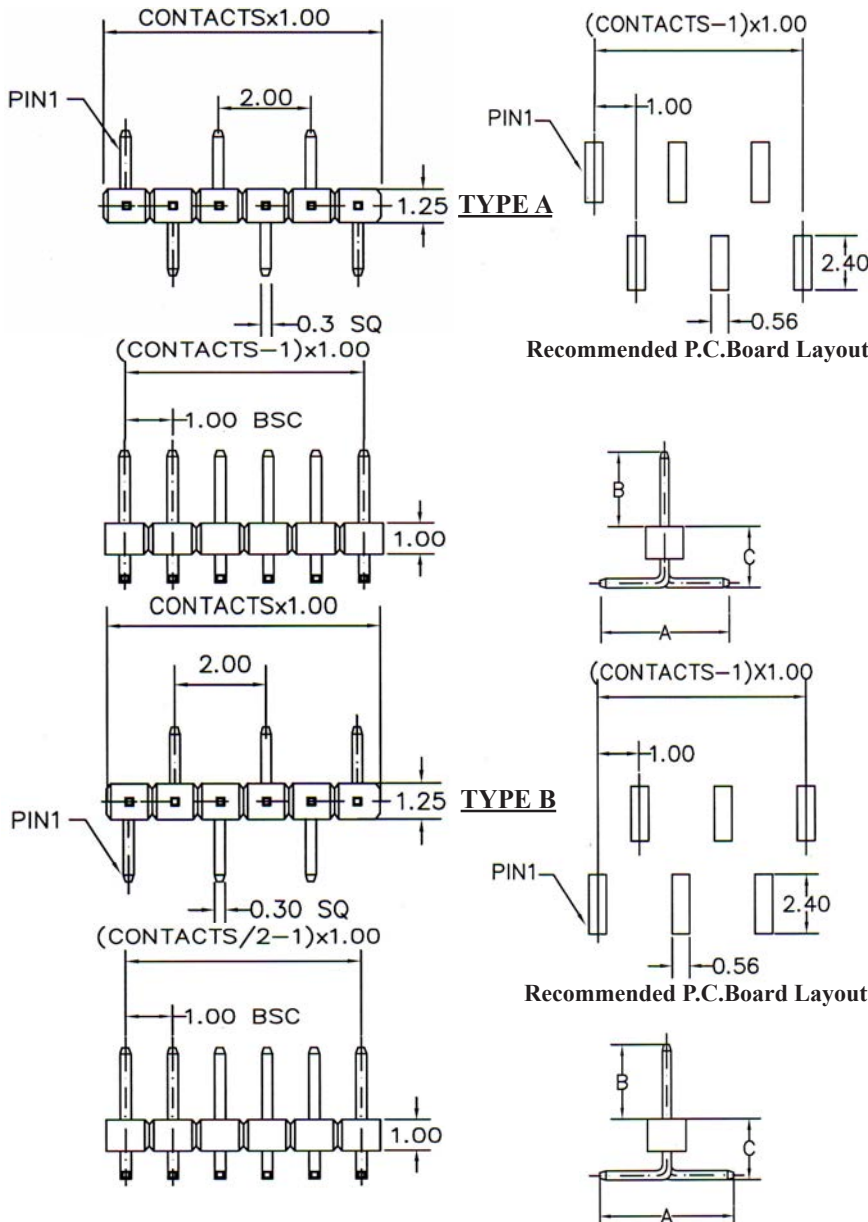 CONTACTSx1.00
2.00
PIN1
1.25
TYPE A
0.3 SQ
(CONTACTS-1)x1.00
1.00
PIN1
2.40
0.56
Recommended P.C.Board Layout
(CONTACTS-1)x1.00
1.00 BSC
1.00
B
C
A
CONTACTSx1.00
2.00
1.25
TYPE B
PIN1
0.30 SQ
(CONTACTS-1)X1.00
1.00
PIN1
2.40
0.56
Recommended P.C.Board Layout
(CONTACTS/2-1)x1.00
1.00 BSC
1.00
B
C
A